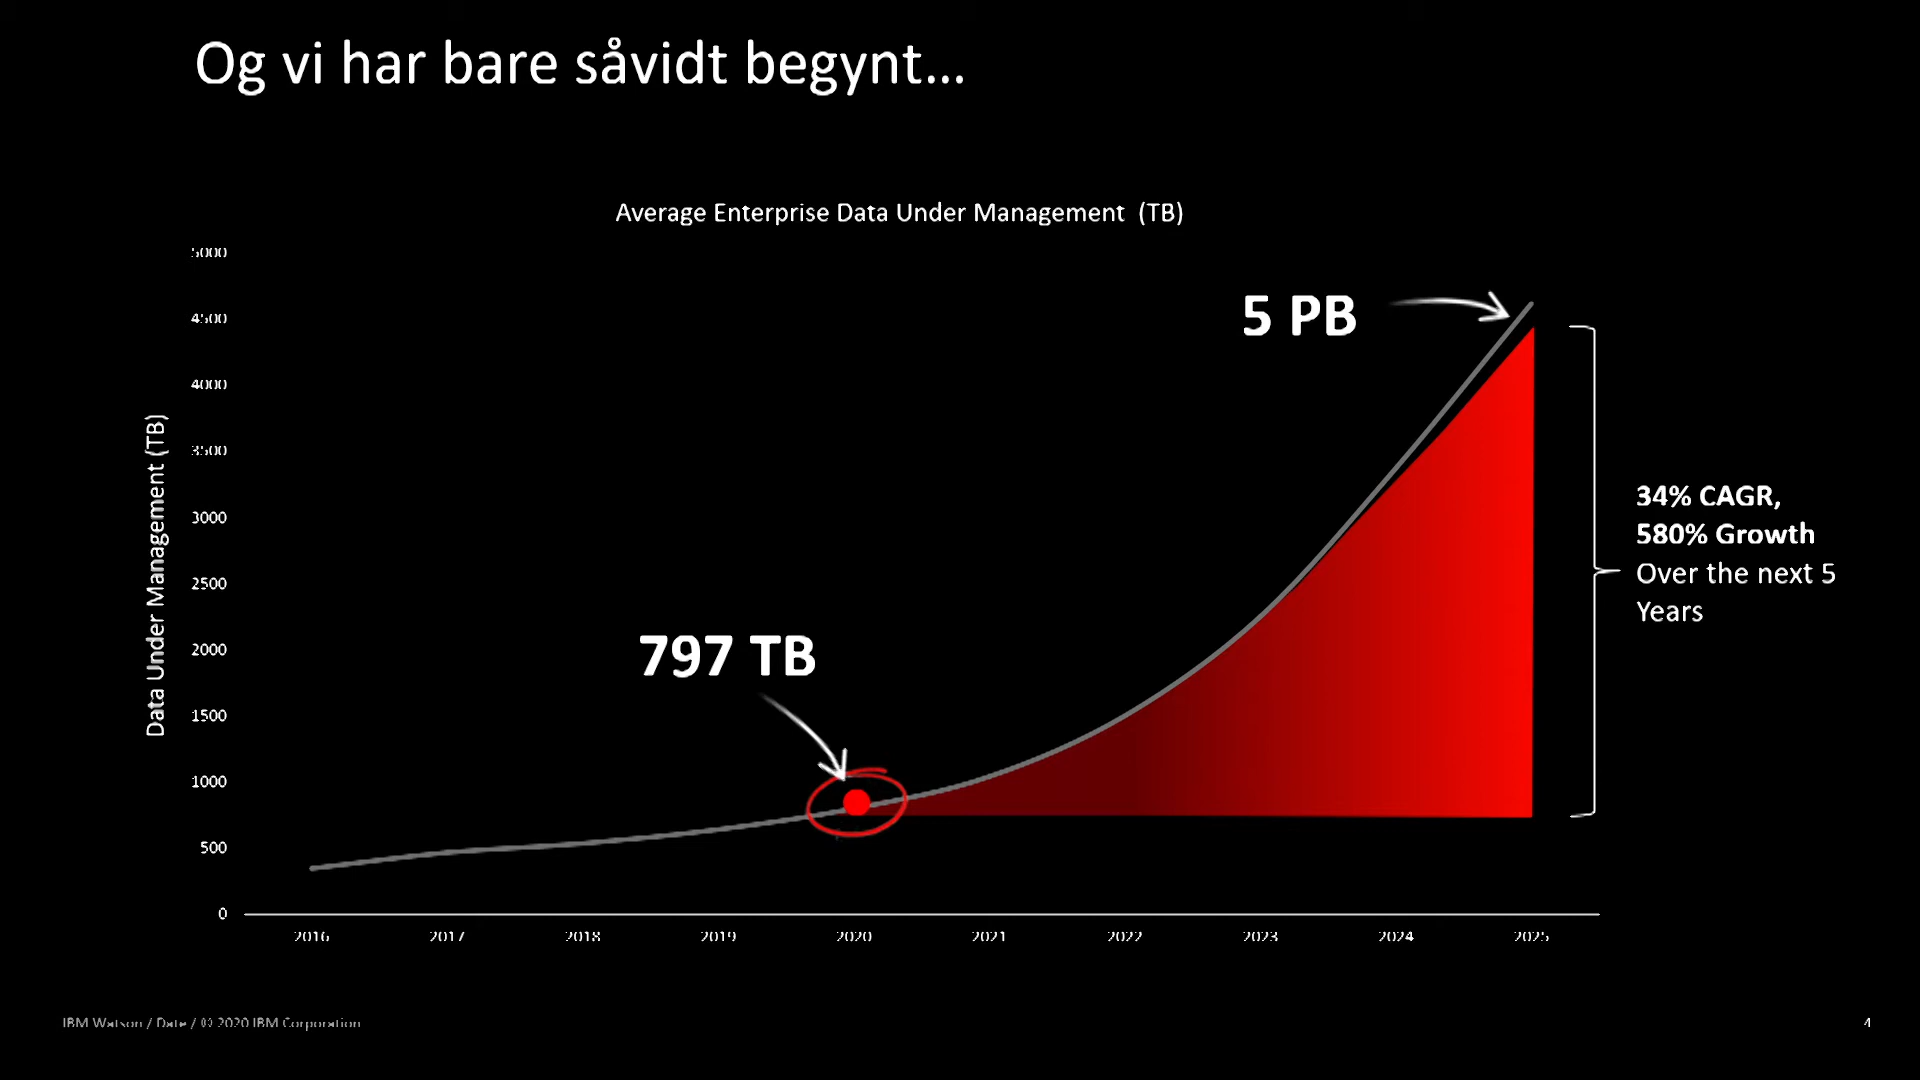 Og vi har bare såvidt begynt...
Average Enterprise Data Under Management (TB)
5000
4500
4000
3500
3000
2500
2000
1500
1000
500
0
Data Under Management (TB)
5 PB
797 TB
34% CAGR,
580% Growth
Over the next 5
Years
2016 2017 2018 2019 2020 2021 2022 2023 2024 2025
IBM Watson / Date / © 2020 IBM Corporation
4